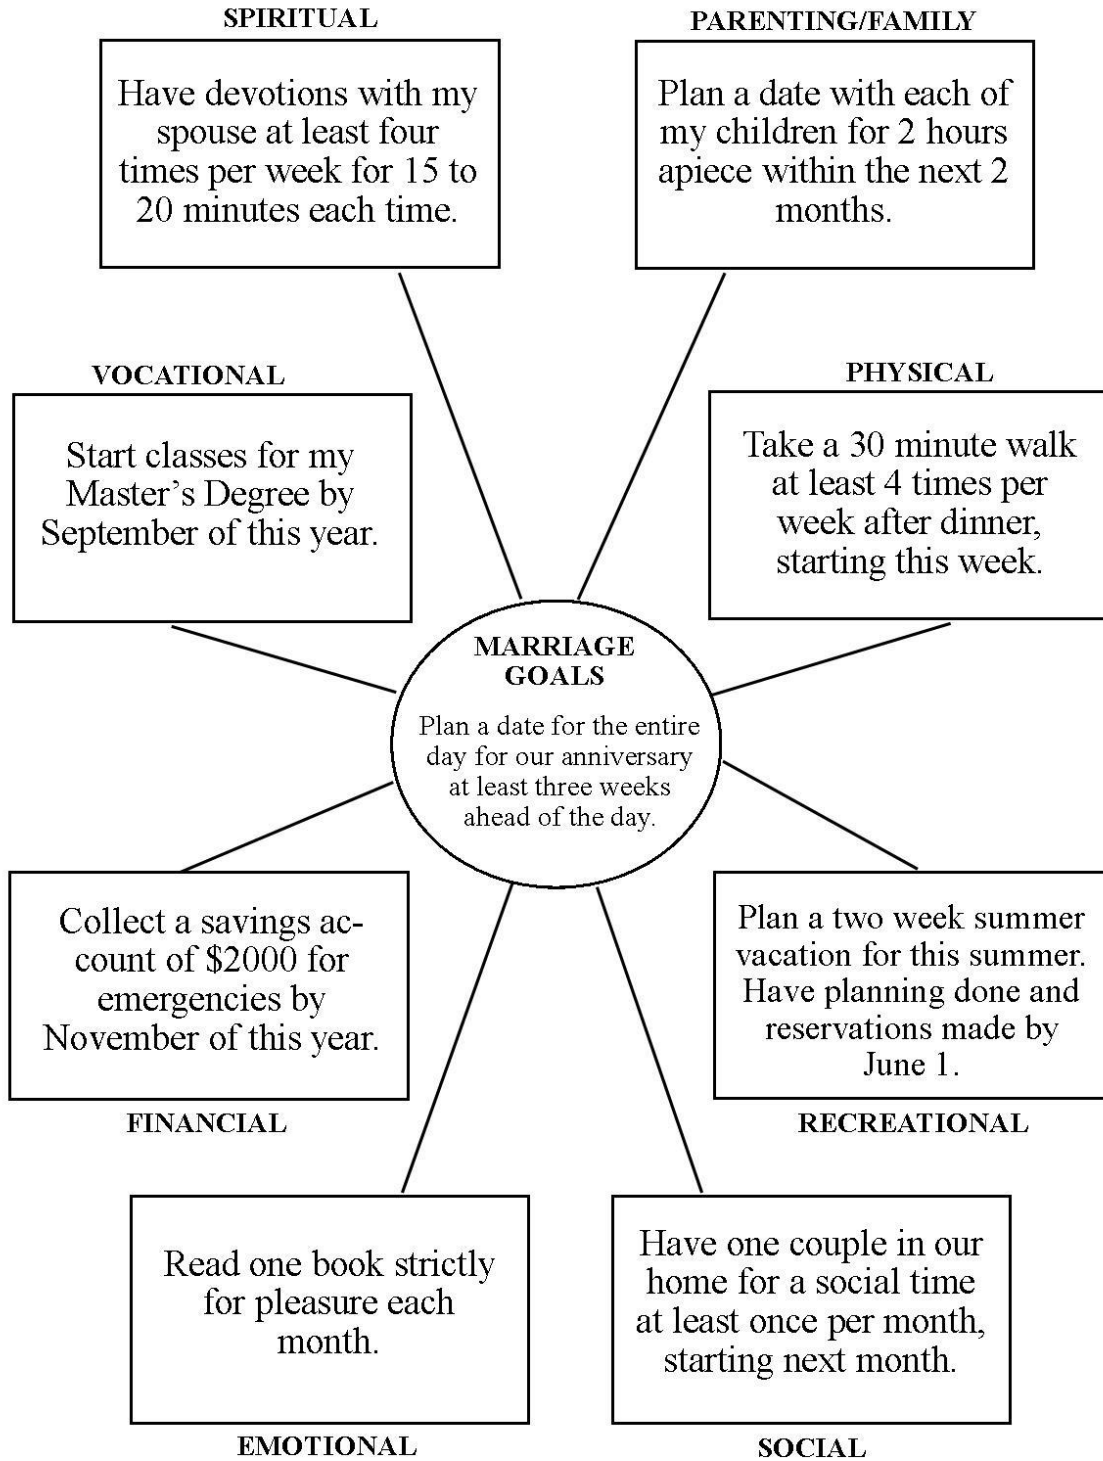 SPIRITUAL
Have devotions with my
spouse at least four
times per week for 15 to
20 minutes each time.
PARENTING/FAMILY
Plan a date with each of
my children for 2 hours
apiece within the next 2
months.
VOCATIONAL
Start classes for my
Master's Degree by
September of this year.
PHYSICAL
Take a 30 minute walk
at least 4 times per
week after dinner,
starting this week.
MARRIAGE
GOALS
Plan a date for the entire
day for our anniversary
at least three weeks
ahead of the day.
Collect a savings ac-
count of $2000 for
emergencies by
November of this year.
FINANCIAL
Plan a two week summer
vacation for this summer.
Have planning done and
reservations made by
June 1.
RECREATIONAL
Read one book strictly
for pleasure each
month.
EMOTIONAL
Have one couple in our
home for a social time
at least once per month,
starting next month.
SOCIAL